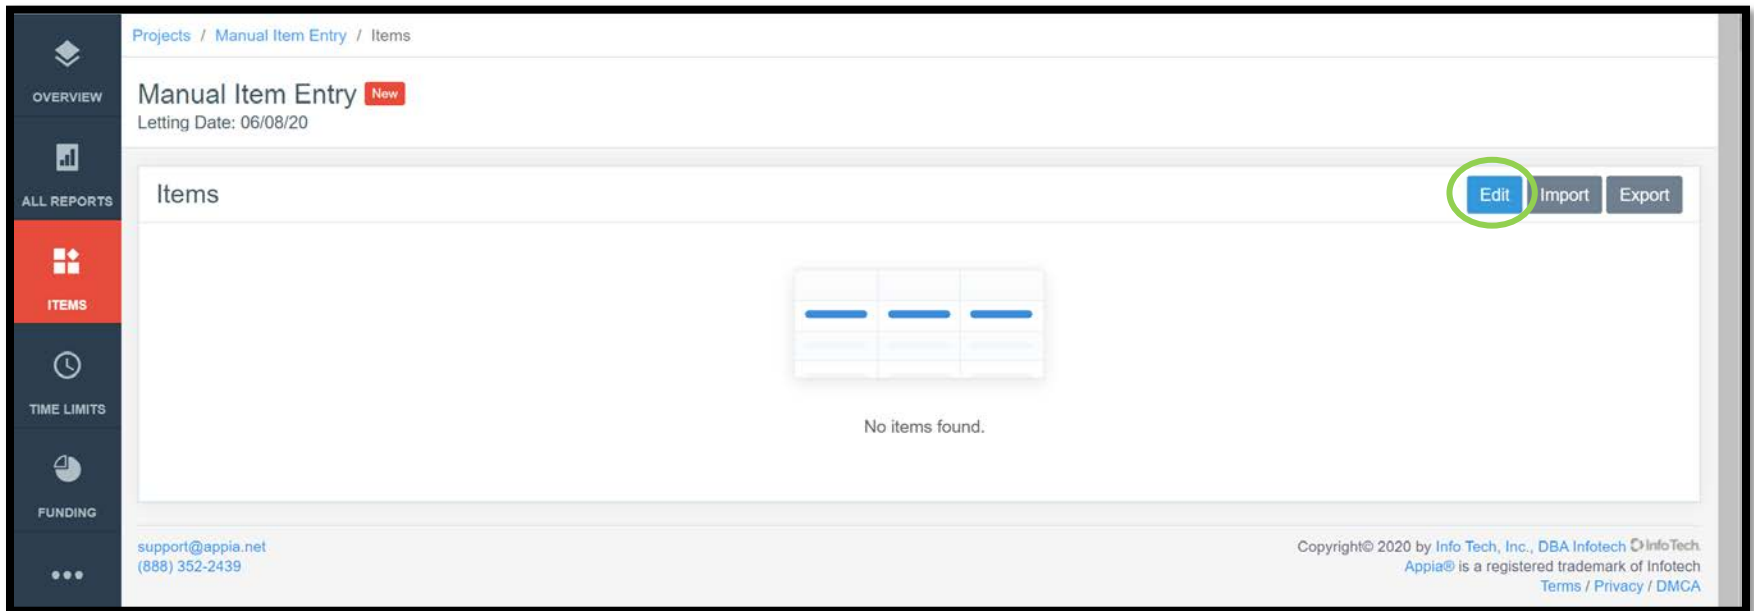 OVERVIEW
ALL REPORTS
ITEMS
TIME LIMITS
FUNDING
Projects / Manual Item Entry / Items
Manual Item Entry New
Letting Date: 06/08/20
Items
Edit Import Export
No items found.
support@appia.net
(888) 352-2439
Copyright© 2020 by Info Tech, Inc., DBA Infotech InfoTech.
Appia® is a registered trademark of Infotech
Terms / Privacy / DMCA